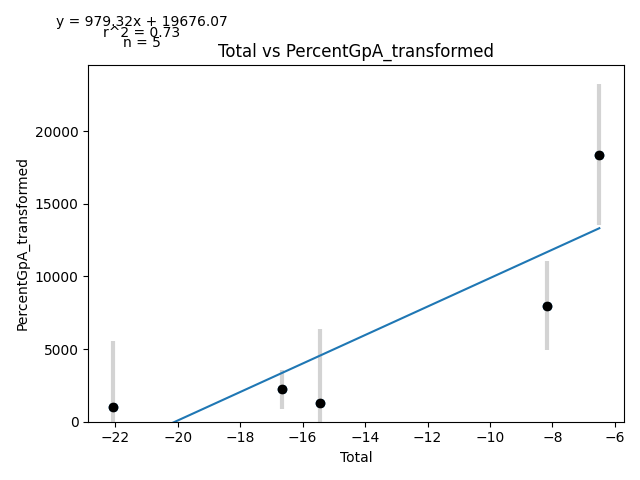 y = 979.32x + 19676.07
r^2 = 0.73
n = 5
Total vs PercentGpA_transformed
PercentGpA_transformed
20000
15000
10000
5000
0
−22
−20
−18
−16
−14
−12
−10
−8
−6
Total